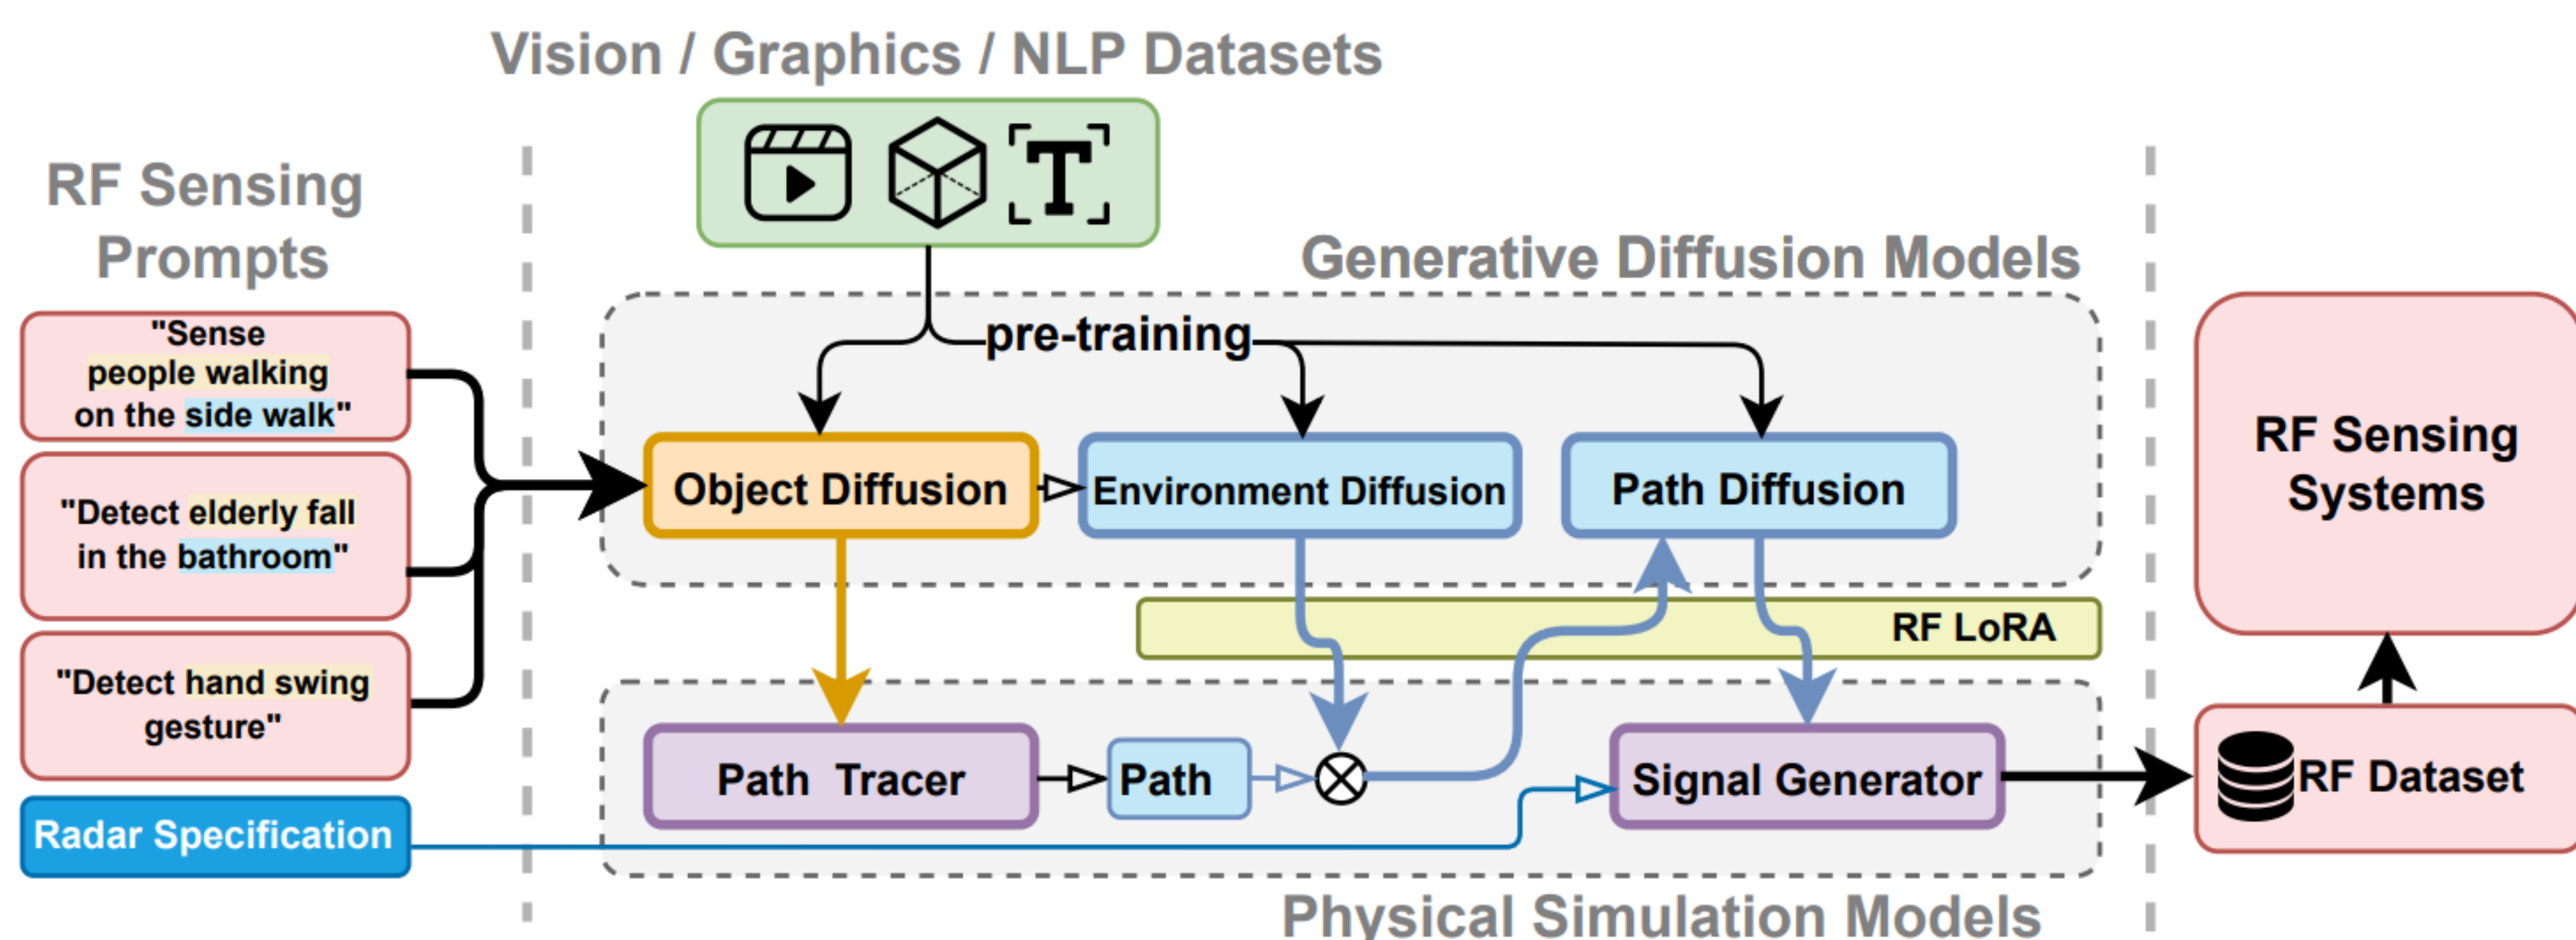 Vision / Graphics / NLP Datasets
RF Sensing
Prompts
"Sense
people walking
on the side walk"
"Detect elderly fall
in the bathroom"
"Detect hand swing
gesture"
Radar Specification
T
Generative Diffusion Models
pre-training
Object Diffusion
Environment Diffusion
Path Diffusion
RF LoRA
Path Tracer
Path
Signal Generator
Physical Simulation Models
RF Sensing
Systems
RF Dataset